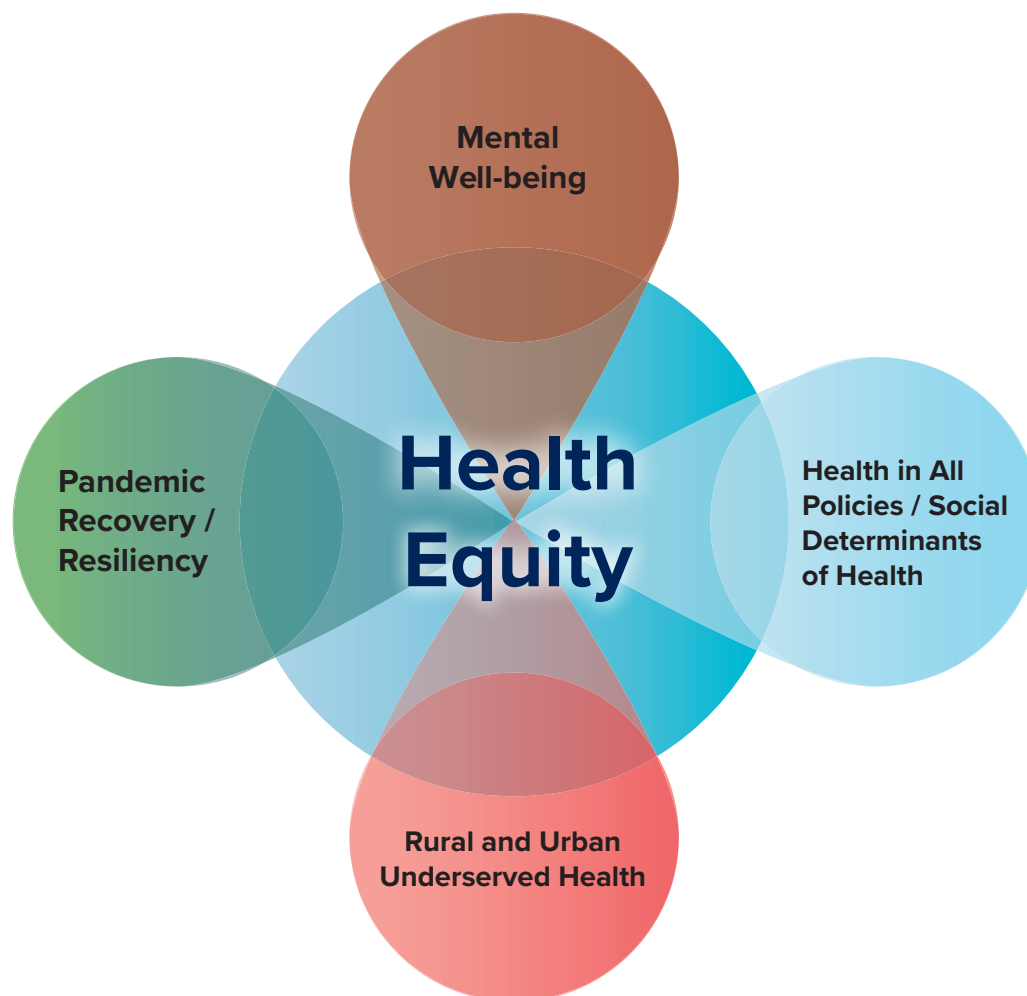 Mental
Well-being
Pandemic
Recovery /
Resiliency
Health
Equity
Health in All
Policies / Social
Determinants
of Health
Rural and Urban
Underserved Health